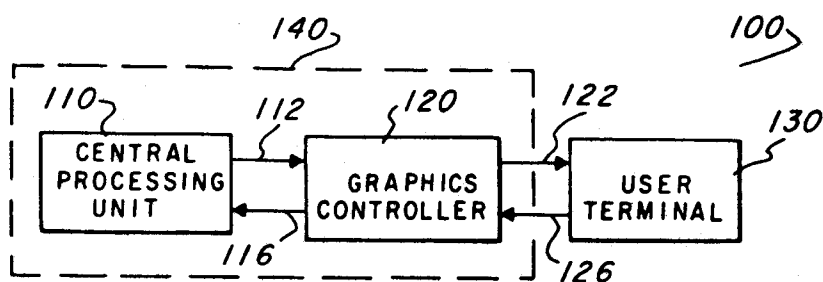 140
100
110
112
120
122
130
CENTRAL
PROCESSING
UNIT
GRAPHICS
CONTROLLER
USER
TERMINAL
116
126